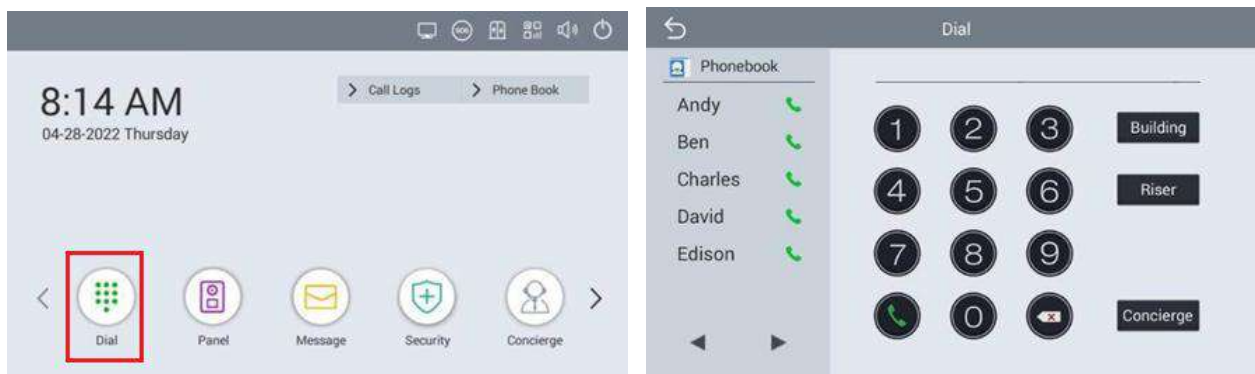 SOS
8:14 AM
04-28-2022 Thursday
> Call Logs > Phone Book
< Dial Panel Message Security Concierge >
Dial
Phonebook
Andy
Ben
Charles
David
Edison
1 2 3 Building
4 5 6 Riser
7 8 9
0 Concierge